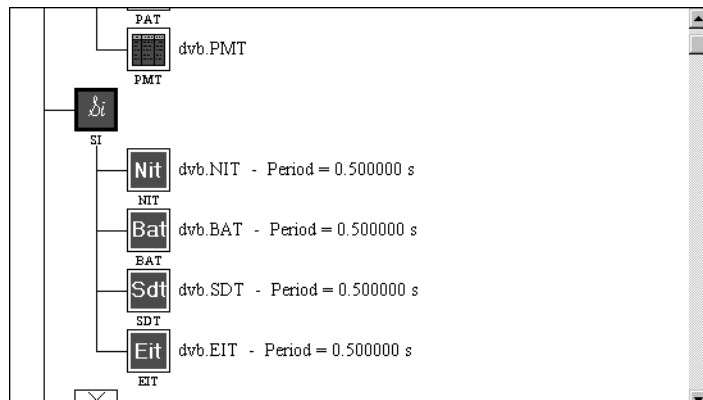 PAT
dvb.PMT
PMT
Si
SI
Nit dvb.NIT - Period = 0.500000 s
NIT
Bat dvb.BAT - Period = 0.500000 s
BAT
Sdt dvb.SDT - Period = 0.500000 s
SDT
Eit dvb.EIT - Period = 0.500000 s
EIT